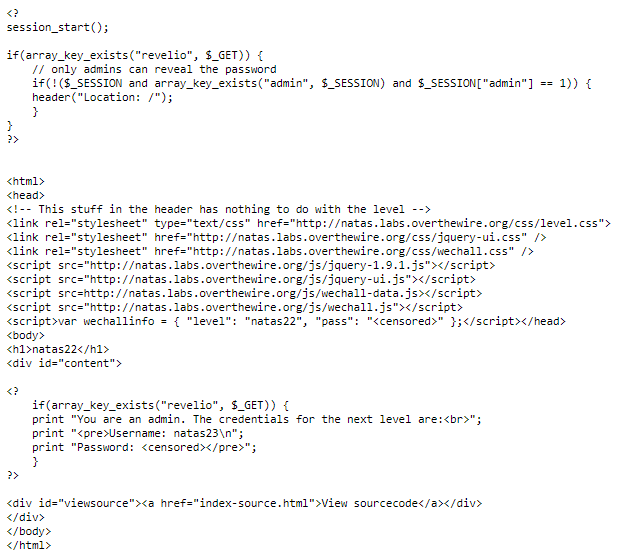 <?
session_start();

if(array_key_exists("revelio", $_GET)) {
    // only admins can reveal the password
    if(!($_SESSION and array_key_exists("admin", $_SESSION) and $_SESSION["admin"] == 1)) {
    header("Location: /");
    }
}
?>


<html>
<head>
<!-- This stuff in the header has nothing to do with the level -->
<link rel="stylesheet" type="text/css" href="http://natas.labs.overthewire.org/css/level.css">
<link rel="stylesheet" href="http://natas.labs.overthewire.org/css/jquery-ui.css" />
<link rel="stylesheet" href="http://natas.labs.overthewire.org/css/wechall.css" />
<script src="http://natas.labs.overthewire.org/js/jquery-1.9.1.js"></script>
<script src="http://natas.labs.overthewire.org/js/jquery-ui.js"></script>
<script src=http://natas.labs.overthewire.org/js/wechall-data.js></script>
<script src="http://natas.labs.overthewire.org/js/wechall.js"></script>
<script>var wechallinfo = { "level": "natas22", "pass": "<censored>" };</script></head>
<body>
<h1>natas22</h1>
<div id="content">

<?
    if(array_key_exists("revelio", $_GET)) {
    print "You are an admin. The credentials for the next level are:<br>";
    print "<pre>Username: natas23\n";
    print "Password: <censored></pre>";
    }
?>

<div id="viewsource"><a href="index-source.html">View sourcecode</a></div>
</div>
</body>
</html>